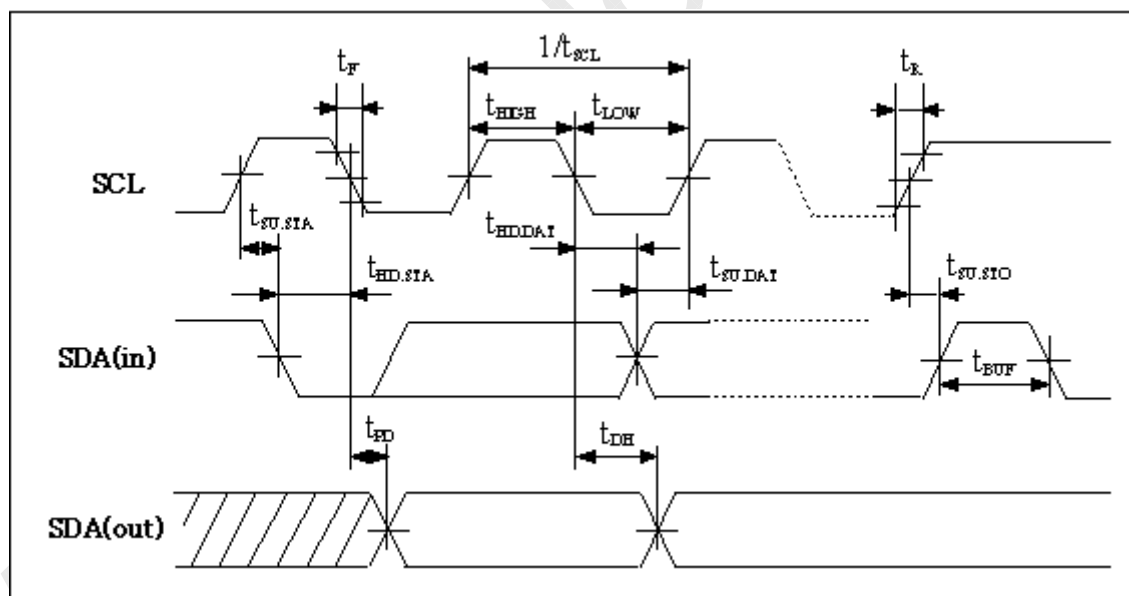 1/tSCL
tF
tR
tHIGH
tLOW
SCL
tSU.STA
tHD.DAT
tHD.STA
tSU.DAT
tSU.STO
SDA(in)
tBUF
tPD
tDH
SDA(out)